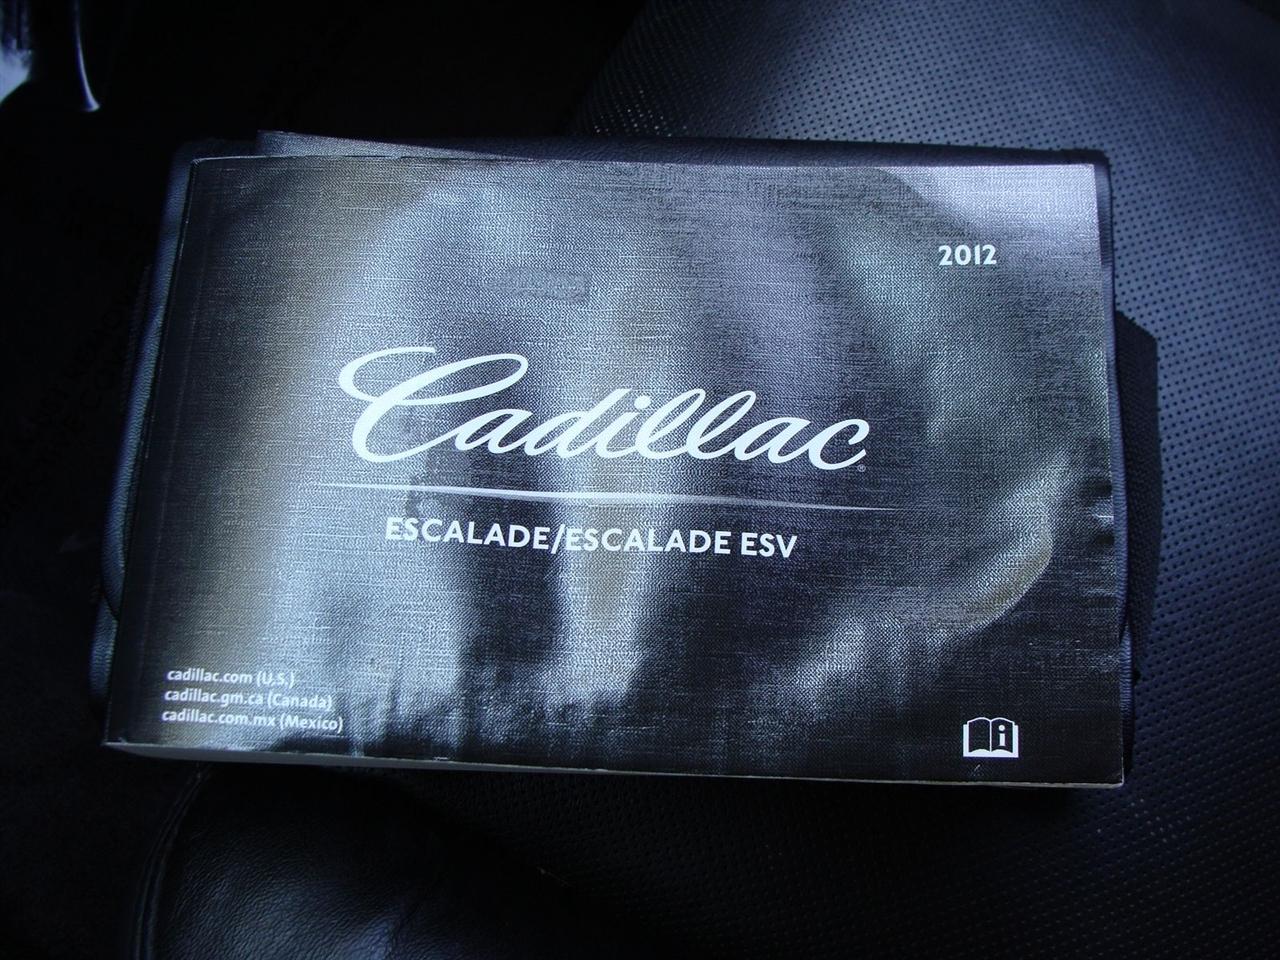 2012
Cadillac®
ESCALADE/ESCALADE ESV
cadillac.com (U.S.)
cadillac.gm.ca (Canada)
cadillac.com.mx (Mexico)
i